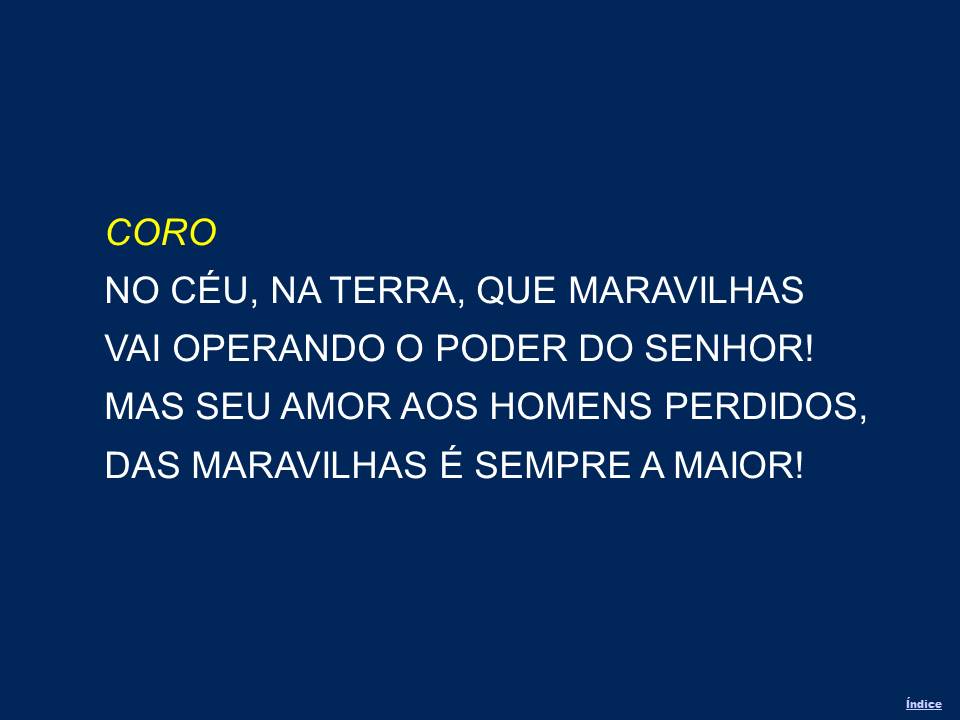 CORO
NO CÉU, NA TERRA, QUE MARAVILHAS
VAI OPERANDO O PODER DO SENHOR!
MAS SEU AMOR AOS HOMENS PERDIDOS,
DAS MARAVILHAS É SEMPRE A MAIOR!
Índice